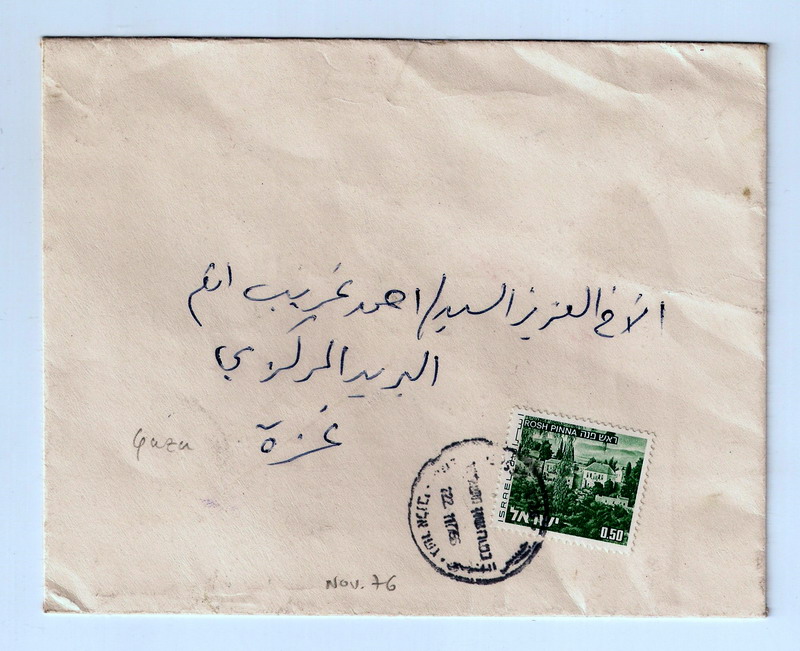 الأخ العزيز السيد / احمد غريب
البريد المركزي
غزة
Gaza
NOV. 76
ROSH PINNA ראש פנה
ISRAEL
ישראל
0.50